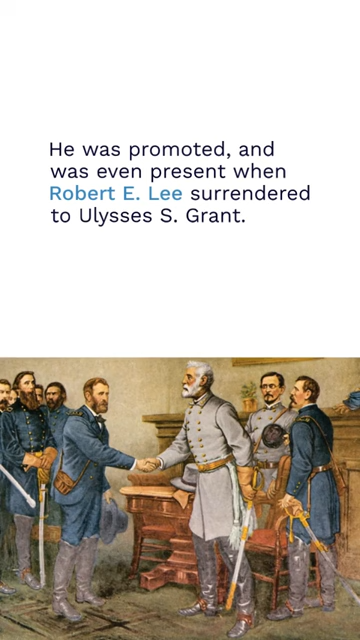 He was promoted, and
was even present when
Robert E. Lee surrendered
to Ulysses S. Grant.